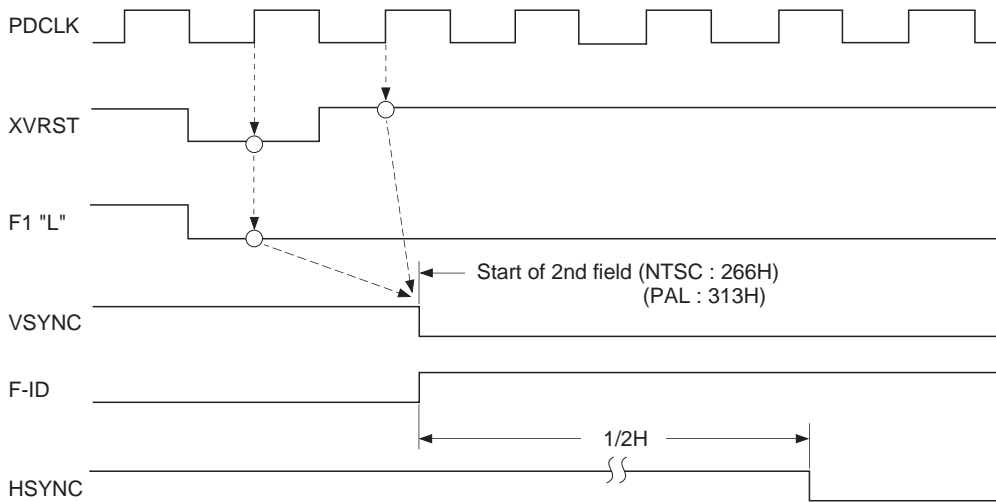 PDCLK
XVRST
F1 "L"
Start of 2nd field (NTSC : 266H)
(PAL : 313H)
VSYNC
F-ID
1/2H
HSYNC